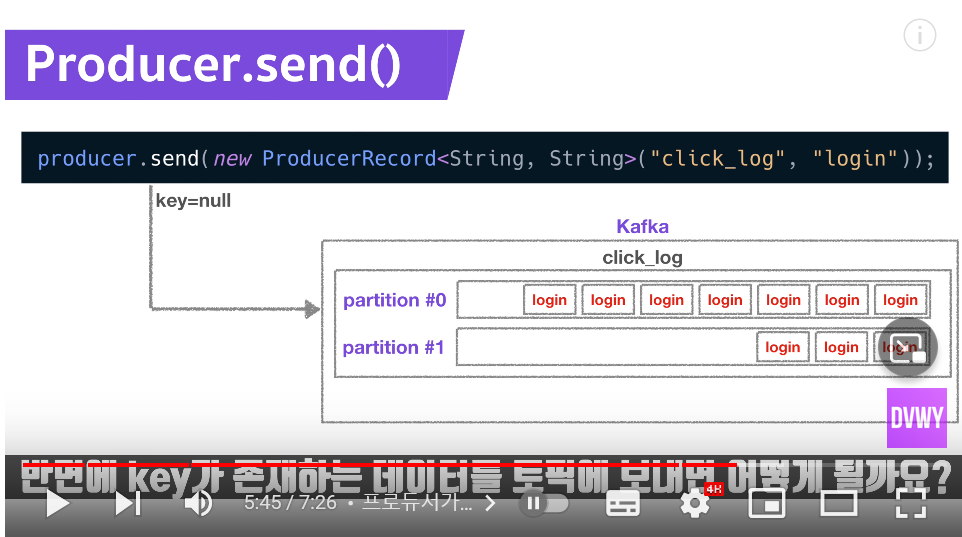 Producer.send()
producer.send(new ProducerRecord<String, String>("click_log", "login"));
key=null
Kafka
click_log
partition #0 login login login login login login login
partition #1 login login login
DVWY
반면에 key가 존재하는 데이터를 토픽에 보내면 어떻게 될까요?
5:45 / 7:26 • 프로듀서가...
4K